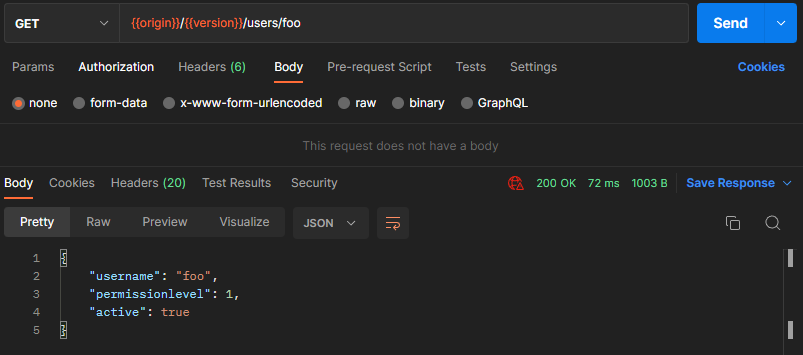 GET {{origin}}/{{version}}/users/foo Send
Params Authorization Headers (6) Body Pre-request Script Tests Settings Cookies
none form-data x-www-form-urlencoded raw binary GraphQL
This request does not have a body
Body Cookies Headers (20) Test Results Security 200 OK 72 ms 1003 B Save Response
Pretty Raw Preview Visualize JSON
1 {
2 "username": "foo",
3 "permissionlevel": 1,
4 "active": true
5 }